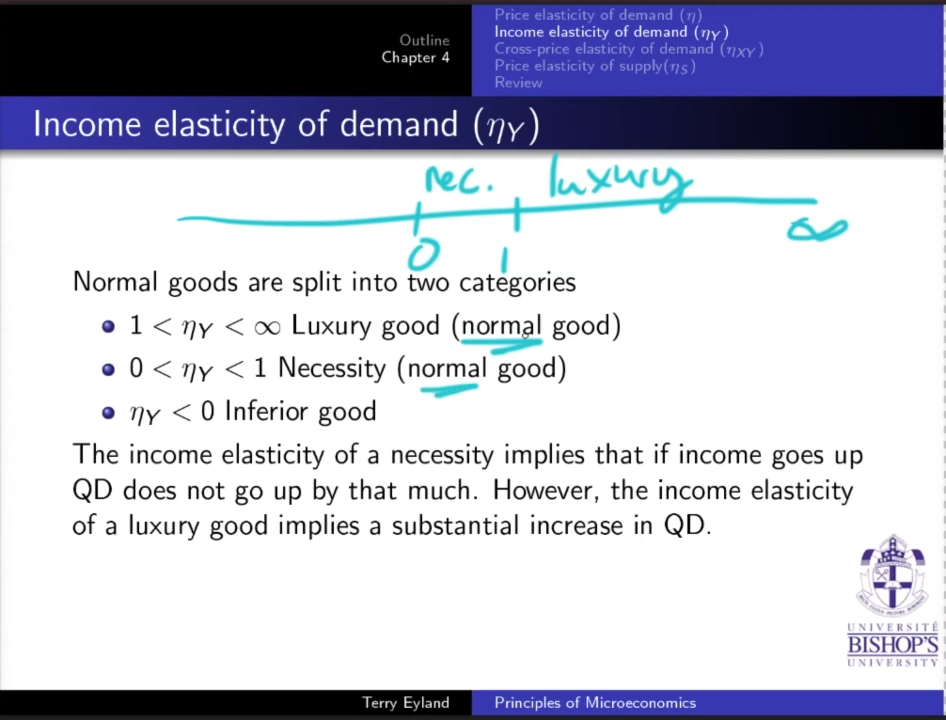 Outline
Chapter 4
Price elasticity of demand (η)
Income elasticity of demand (ηY)
Cross-price elasticity of demand (ηXY)
Price elasticity of supply(ηS)
Review
Income elasticity of demand (ηY)
nec. luxury
0 1 ∞
Normal goods are split into two categories
• 1 < ηY < ∞ Luxury good (normal good)
• 0 < ηY < 1 Necessity (normal good)
• ηY < 0 Inferior good
The income elasticity of a necessity implies that if income goes up
QD does not go up by that much. However, the income elasticity
of a luxury good implies a substantial increase in QD.
UNIVERSITÉ
BISHOP'S
UNIVERSITY
Terry Eyland Principles of Microeconomics